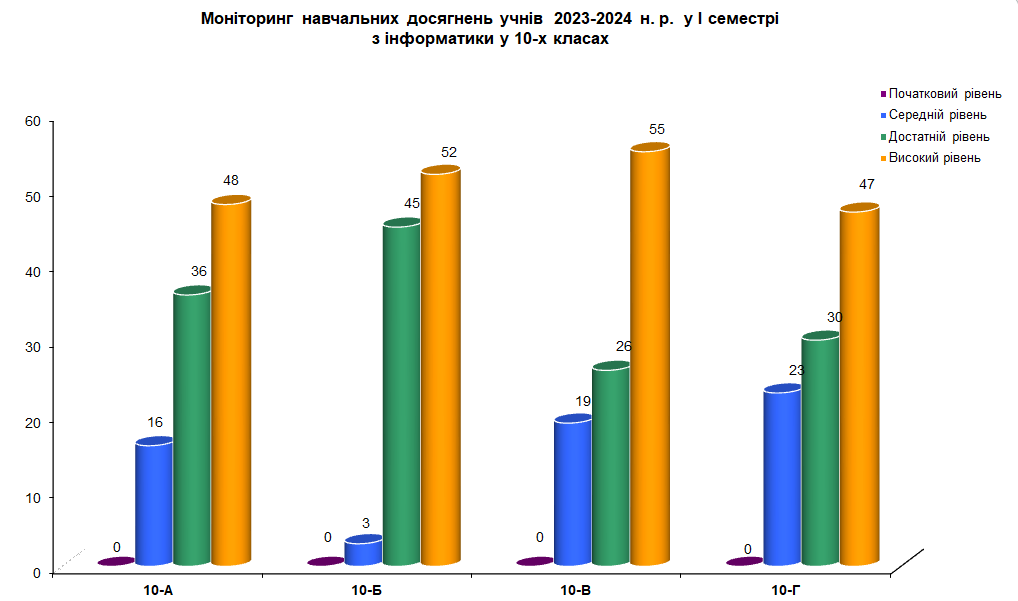 Моніторинг навчальних досягнень учнів 2023-2024 н. р. у І семестрі
з інформатики у 10-х класах
Початковий рівень
Середній рівень
Достатній рівень
Високий рівень
60
50
40
30
20
10
0
0
16
36
48
0
3
45
52
0
19
26
55
0
23
30
47
10-А
10-Б
10-В
10-Г